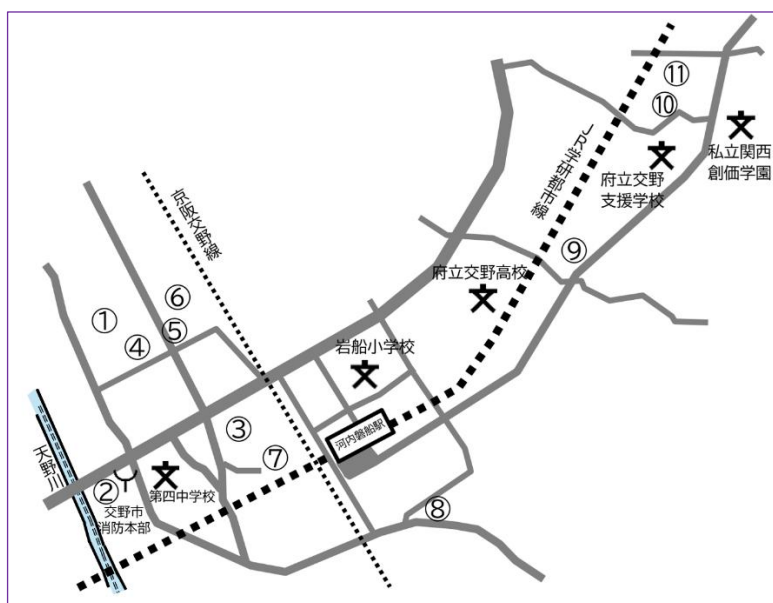 ⑪
⑩
JR学研都市線
私立関西
創価学園
府立交野
支援学校
京阪交野線
⑨
府立交野高校
⑥
①
⑤
④
岩船小学校
③
河内磐船駅
⑦
天野川
②
第四中学校
交野市
消防本部
⑧